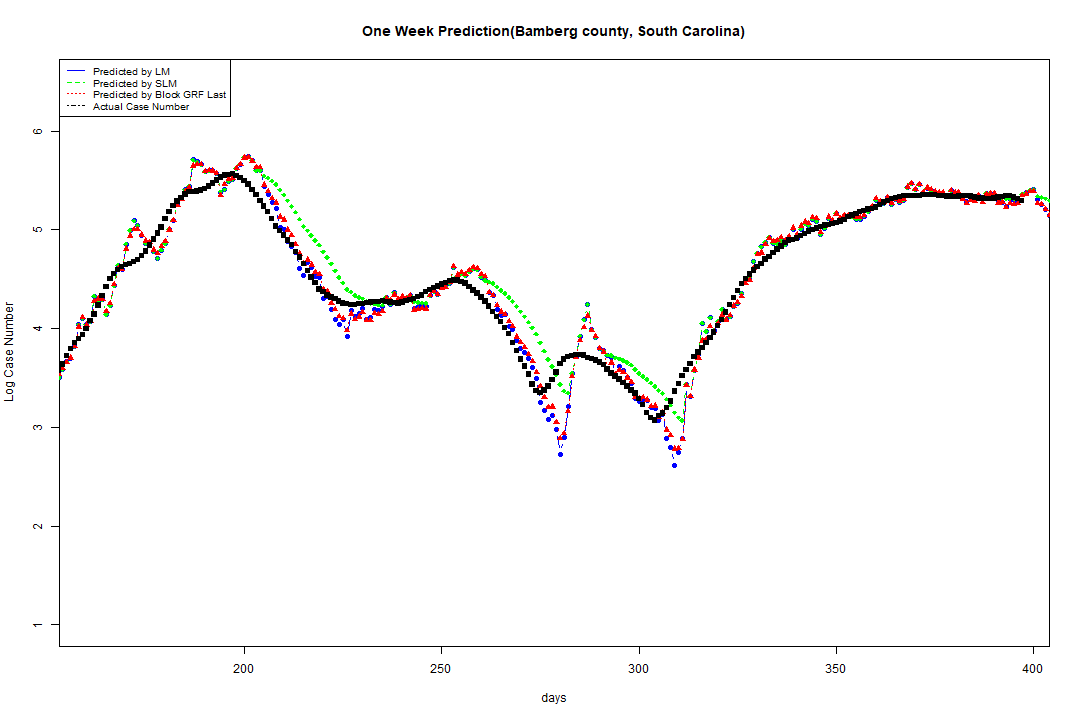 One Week Prediction(Bamberg county, South Carolina)
Predicted by LM
Predicted by SLM
Predicted by Block GRF Last
Actual Case Number
6
5
4
3
2
1
Log Case Number
200
250
300
350
400
days